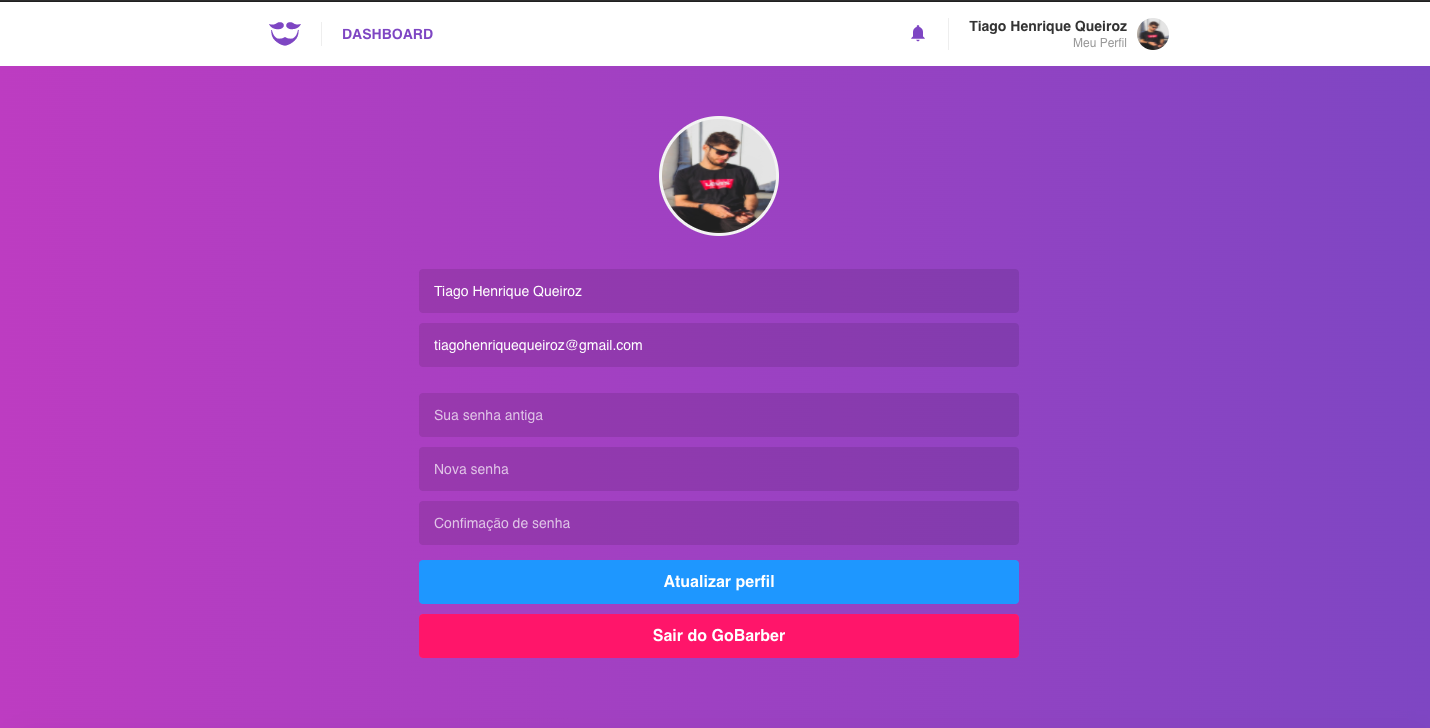 DASHBOARD
Tiago Henrique Queiroz
Meu Perfil
Tiago Henrique Queiroz
tiagohenriquequeiroz@gmail.com
Sua senha antiga
Nova senha
Confimação de senha
Atualizar perfil
Sair do GoBarber